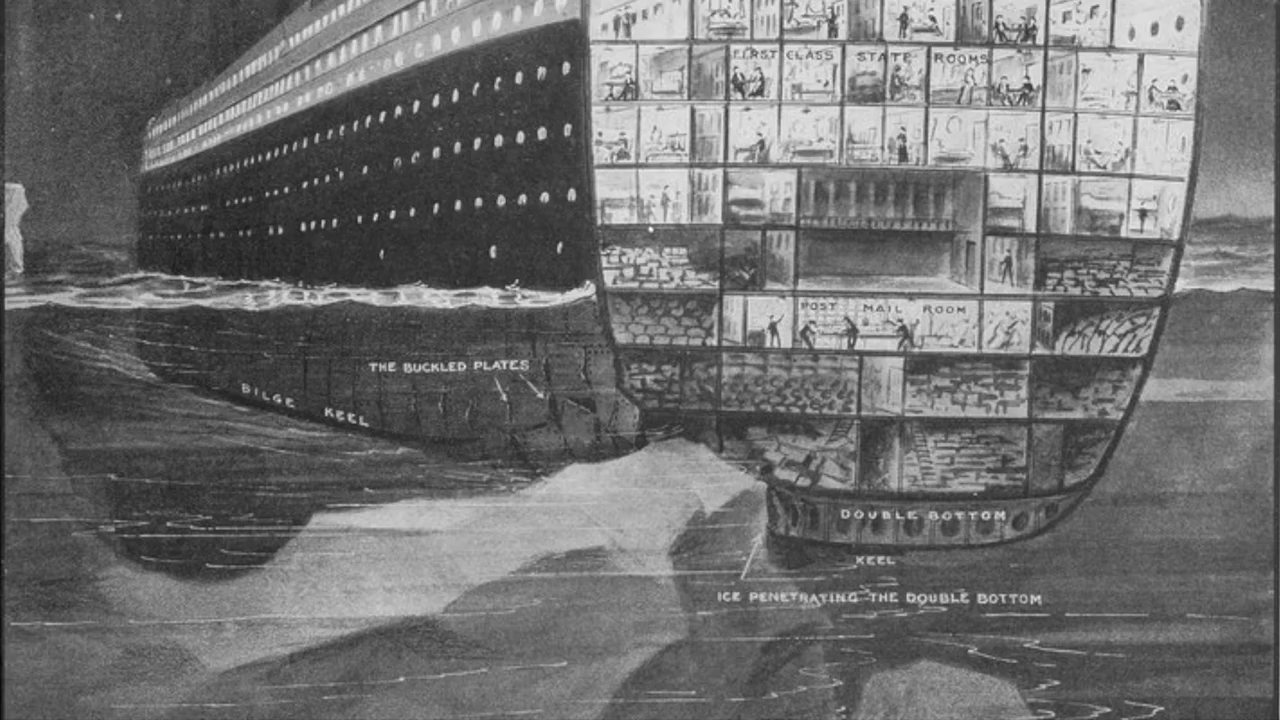 FIRST CLASS STATE ROOMS
POST MAIL ROOM
THE BUCKLED PLATES
BILGE KEEL
DOUBLE BOTTOM
KEEL
ICE PENETRATING THE DOUBLE BOTTOM